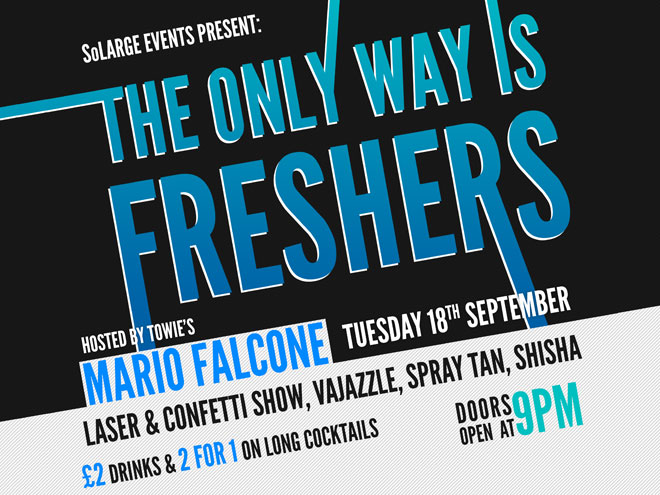 SoLARGE EVENTS PRESENT:
THE ONLY WAY IS
FRESHERS
HOSTED BY TOWIE'S
MARIO FALCONE
TUESDAY 18TH SEPTEMBER
LASER & CONFETTI SHOW, VAJAZZLE, SPRAY TAN, SHISHA
£2 DRINKS & 2 FOR 1 ON LONG COCKTAILS
DOORS
OPEN AT
9PM